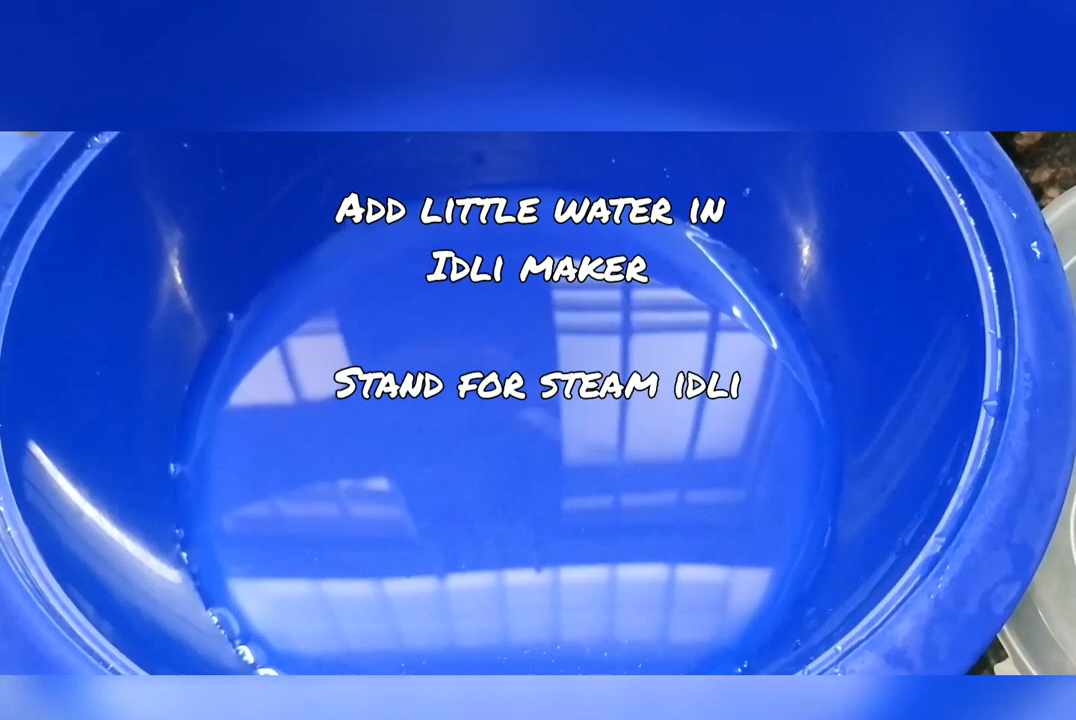 Add little water in
Idli maker
Stand for steam idli